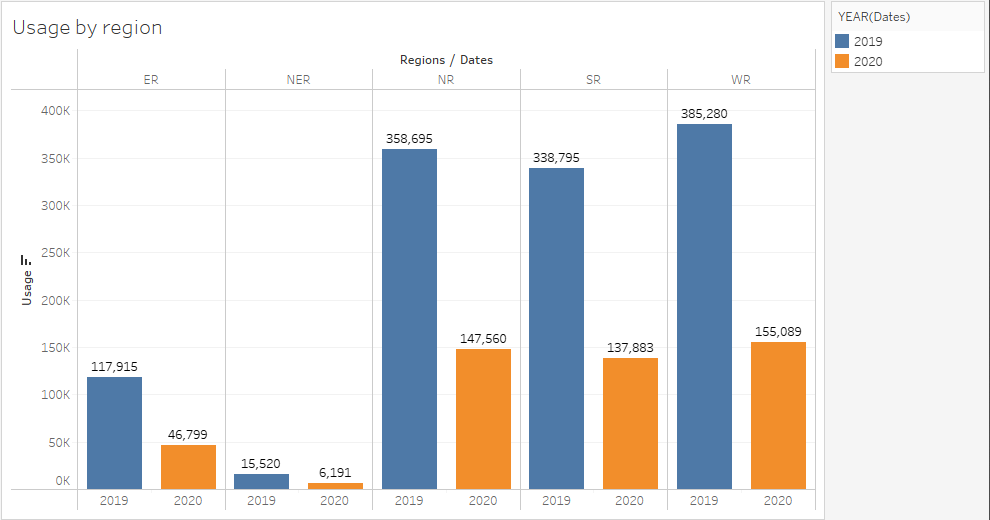 Usage by region
YEAR(Dates)
2019
2020
Regions / Dates
ER NER NR SR WR
400K
350K
300K
250K
200K
150K
100K
50K
0K
Usage
117,915
46,799
15,520
6,191
358,695
147,560
338,795
137,883
385,280
155,089
2019 2020 2019 2020 2019 2020 2019 2020 2019 2020